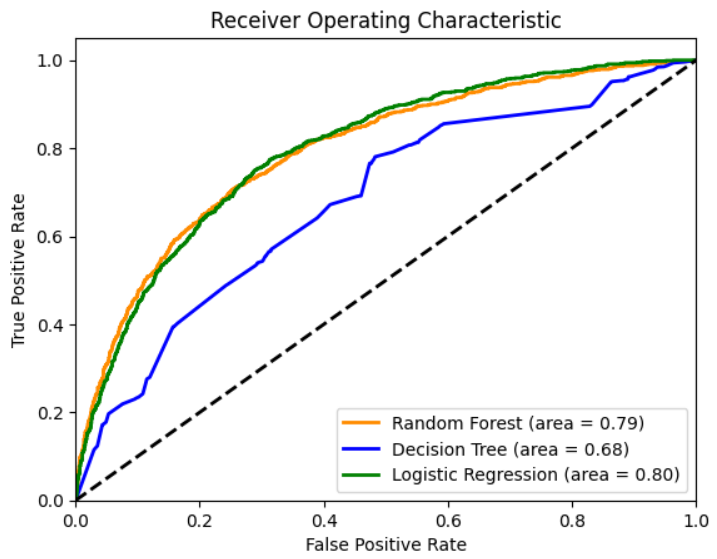 Receiver Operating Characteristic
True Positive Rate
1.0
0.8
0.6
0.4
0.2
0.0
Random Forest (area = 0.79)
Decision Tree (area = 0.68)
Logistic Regression (area = 0.80)
0.0 0.2 0.4 0.6 0.8 1.0
False Positive Rate